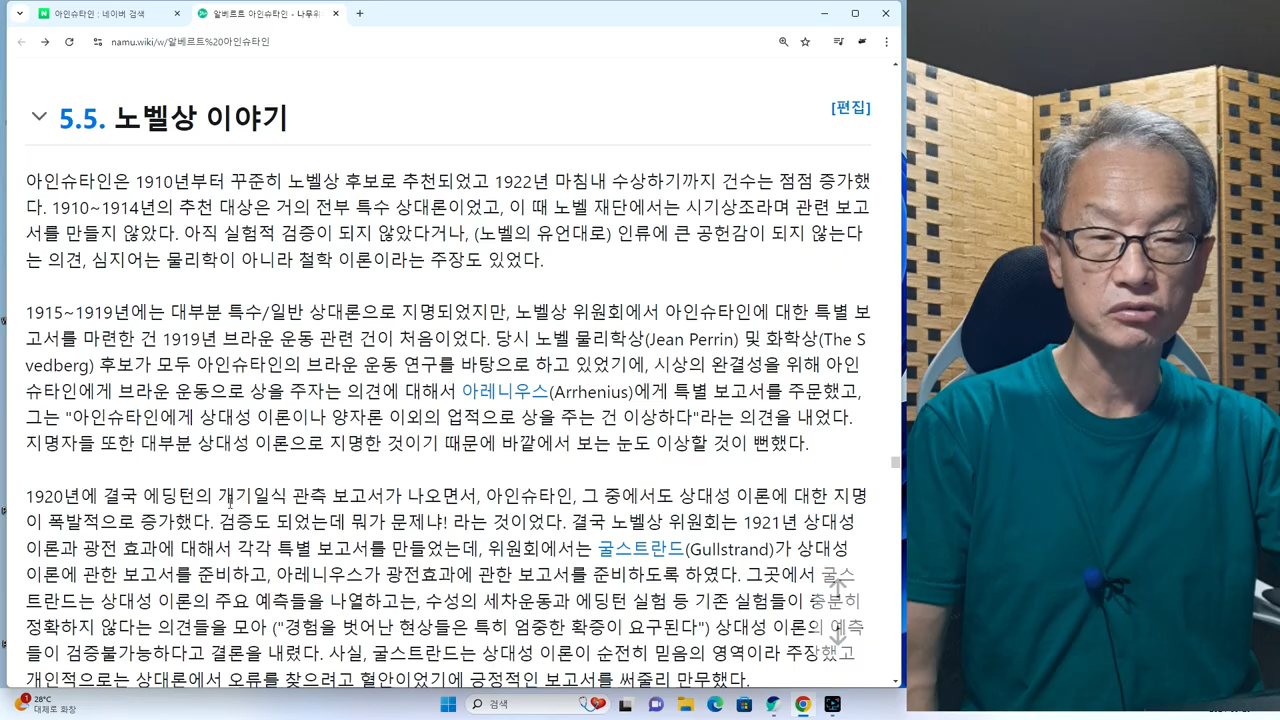 아인슈타인 : 네이버 검색
알베르트 아인슈타인 - 나무위
namu.wiki/w/알베르트%20아인슈타인
5.5. 노벨상 이야기
[편집]
아인슈타인은 1910년부터 꾸준히 노벨상 후보로 추천되었고 1922년 마침내 수상하기까지 건수는 점점 증가했
다. 1910~1914년의 추천 대상은 거의 전부 특수 상대론이었고, 이 때 노벨 재단에서는 시기상조라며 관련 보고
서를 만들지 않았다. 아직 실험적 검증이 되지 않았다거나, (노벨의 유언대로) 인류에 큰 공헌감이 되지 않는다
는 의견, 심지어는 물리학이 아니라 철학 이론이라는 주장도 있었다.
1915~1919년에는 대부분 특수/일반 상대론으로 지명되었지만, 노벨상 위원회에서 아인슈타인에 대한 특별 보
고서를 마련한 건 1919년 브라운 운동 관련 건이 처음이었다. 당시 노벨 물리학상(Jean Perrin) 및 화학상(The S
vedberg) 후보가 모두 아인슈타인의 브라운 운동 연구를 바탕으로 하고 있었기에, 시상의 완결성을 위해 아인
슈타인에게 브라운 운동으로 상을 주자는 의견에 대해서 아레니우스(Arrhenius)에게 특별 보고서를 주문했고,
그는 "아인슈타인에게 상대성 이론이나 양자론 이외의 업적으로 상을 주는 건 이상하다"라는 의견을 내었다.
지명자들 또한 대부분 상대성 이론으로 지명한 것이기 때문에 바깥에서 보는 눈도 이상할 것이 뻔했다.
1920년에 결국 에딩턴의 개기일식 관측 보고서가 나오면서, 아인슈타인, 그 중에서도 상대성 이론에 대한 지명
이 폭발적으로 증가했다. 검증도 되었는데 뭐가 문제냐! 라는 것이었다. 결국 노벨상 위원회는 1921년 상대성
이론과 광전 효과에 대해서 각각 특별 보고서를 만들었는데, 위원회에서는 굴스트란드(Gullstrand)가 상대성
이론에 관한 보고서를 준비하고, 아레니우스가 광전효과에 관한 보고서를 준비하도록 하였다. 그곳에서 굴스
트란드는 상대성 이론의 주요 예측들을 나열하고는, 수성의 세차운동과 에딩턴 실험 등 기존 실험들이 충분히
정확하지 않다는 의견들을 모아 ("경험을 벗어난 현상들은 특히 엄중한 확증이 요구된다") 상대성 이론의 예측
들이 검증불가능하다고 결론을 내렸다. 사실, 굴스트란드는 상대성 이론이 순전히 믿음의 영역이라 주장했고
개인적으로는 상대론에서 오류를 찾으려고 혈안이었기에 긍정적인 보고서를 써줄리 만무했다.
28°C
대체로 화창
검색